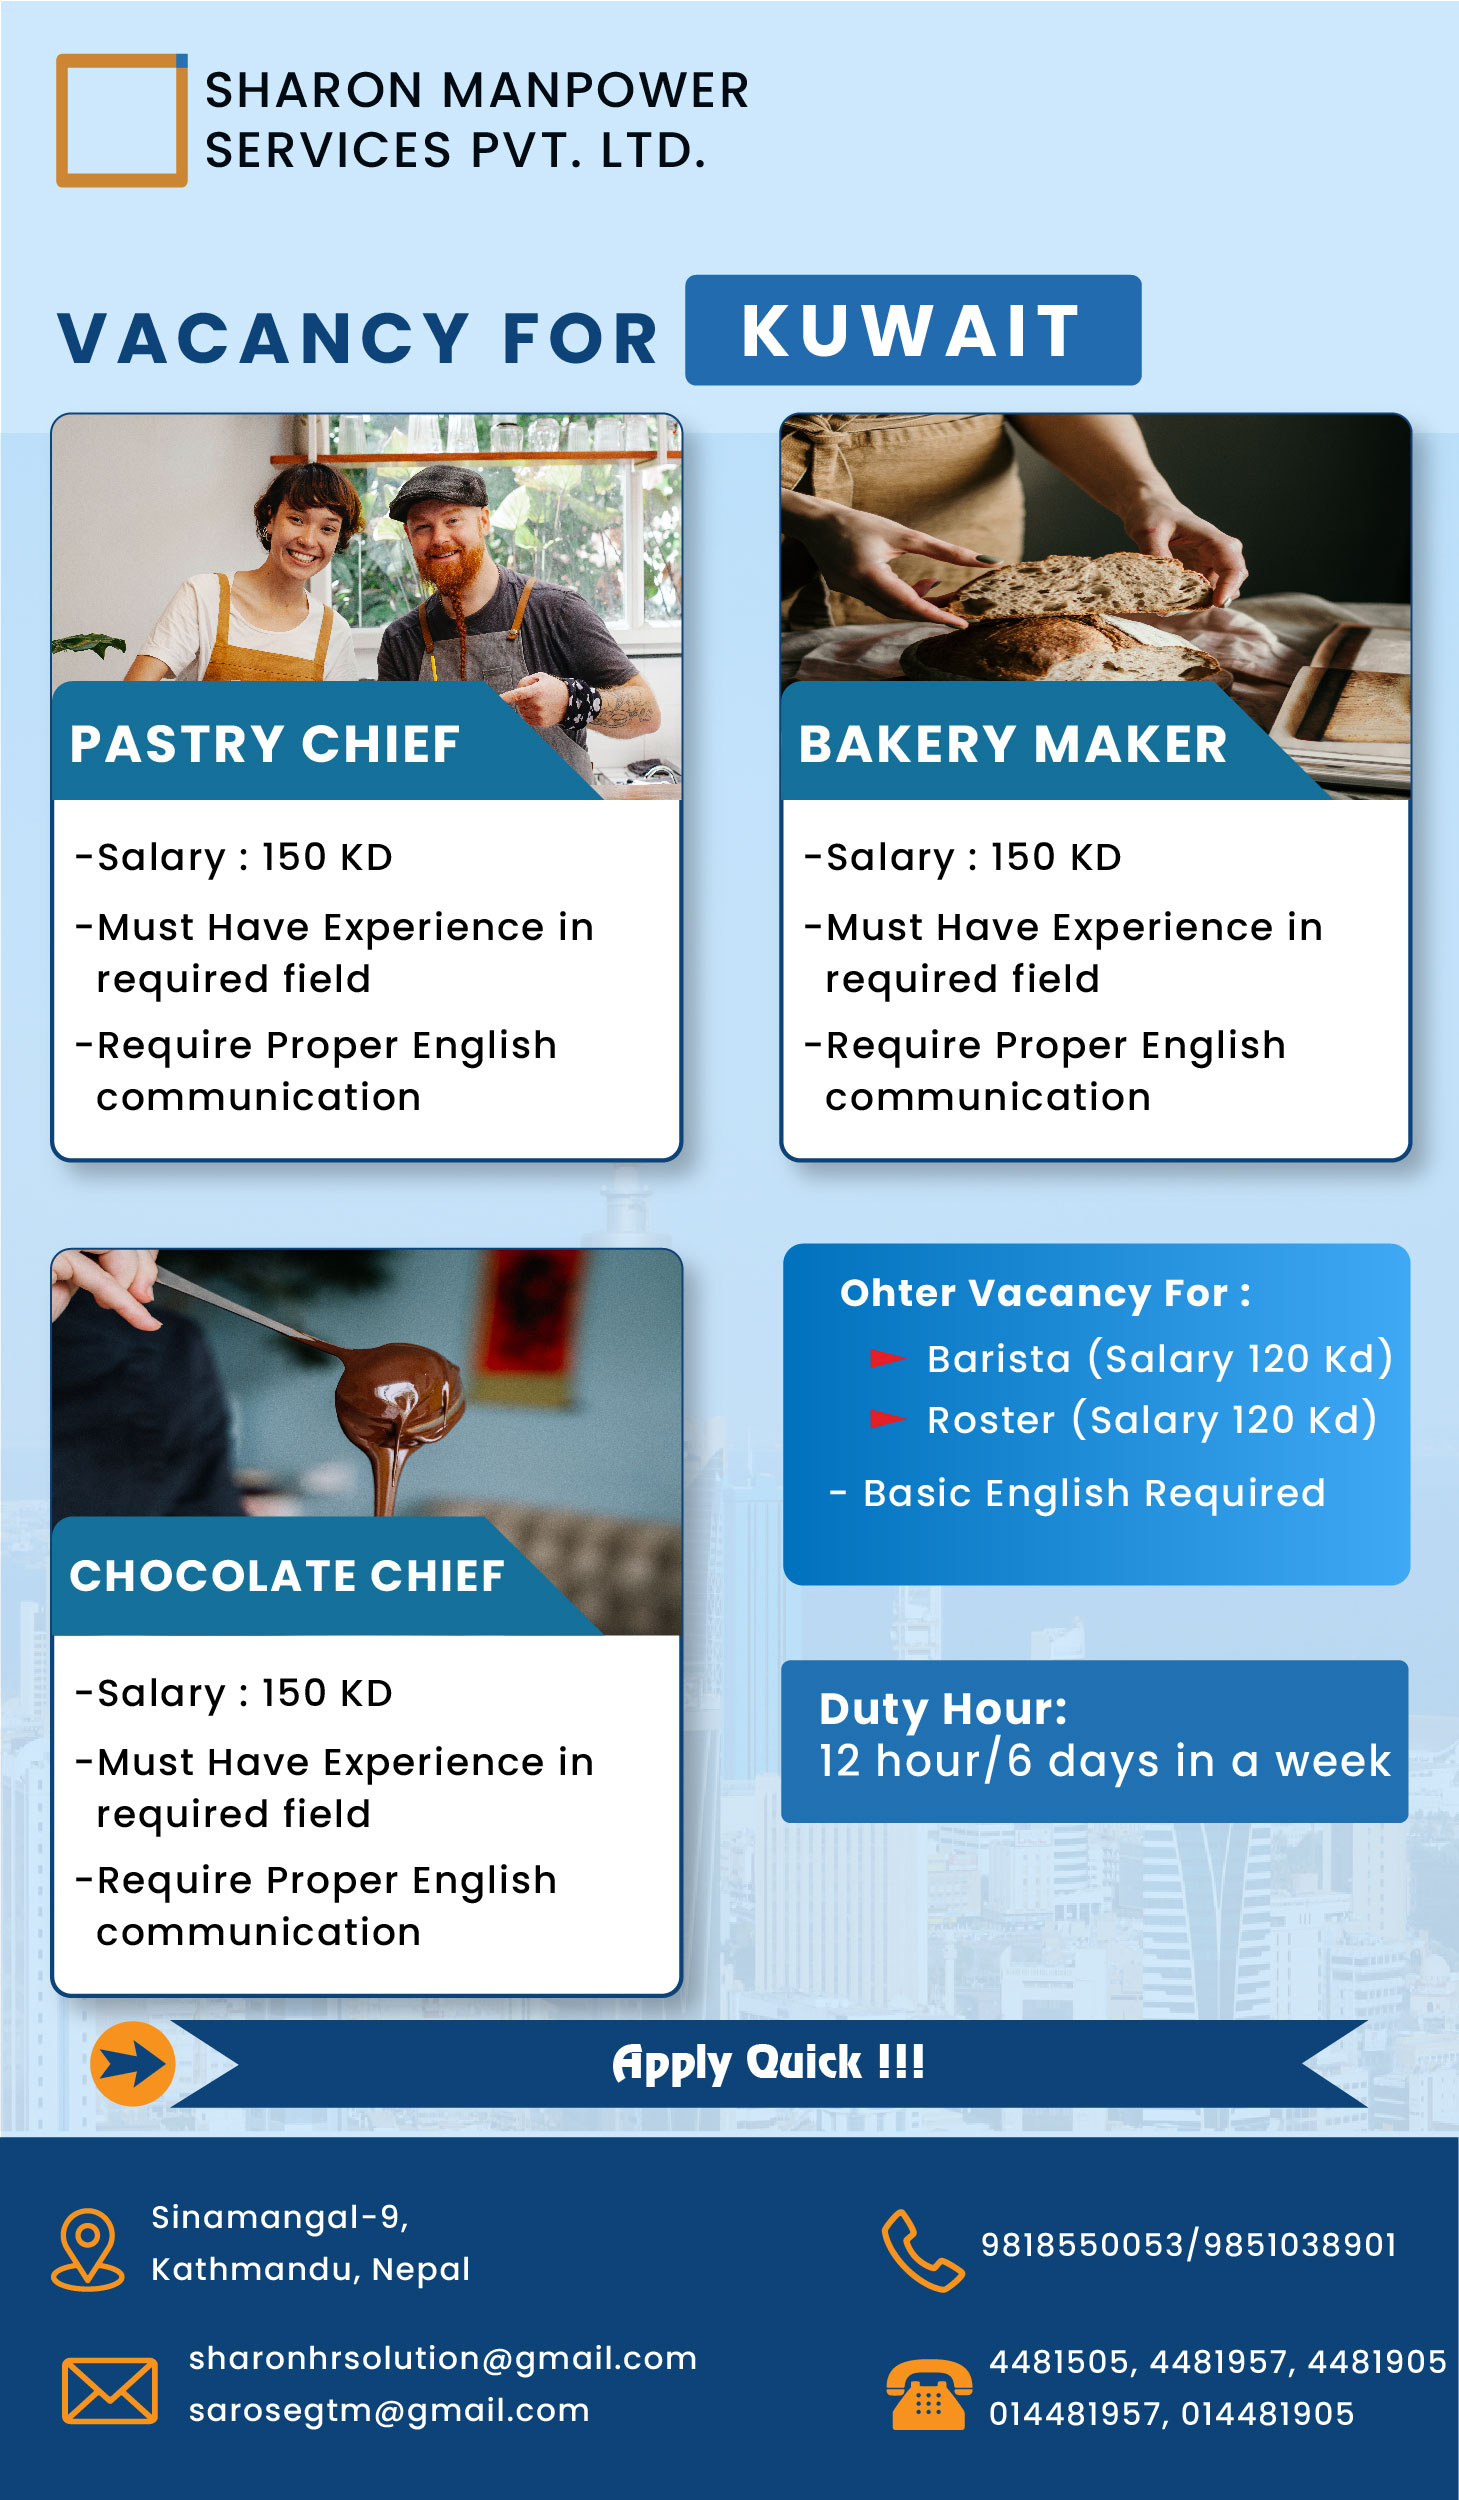 SHARON MANPOWER
SERVICES PVT. LTD.
VACANCY FOR KUWAIT
PASTRY CHIEF
-Salary : 150 KD
-Must Have Experience in
required field
-Require Proper English
communication
BAKERY MAKER
-Salary : 150 KD
-Must Have Experience in
required field
-Require Proper English
communication
CHOCOLATE CHIEF
-Salary : 150 KD
-Must Have Experience in
required field
-Require Proper English
communication
Ohter Vacancy For :
Barista (Salary 120 Kd)
Roster (Salary 120 Kd)
- Basic English Required
Duty Hour:
12 hour/6 days in a week
Apply Quick !!!
Sinamangal-9,
Kathmandu, Nepal
9818550053/9851038901
sharonhrsolution@gmail.com
sarosegtm@gmail.com
4481505, 4481957, 4481905
014481957, 014481905